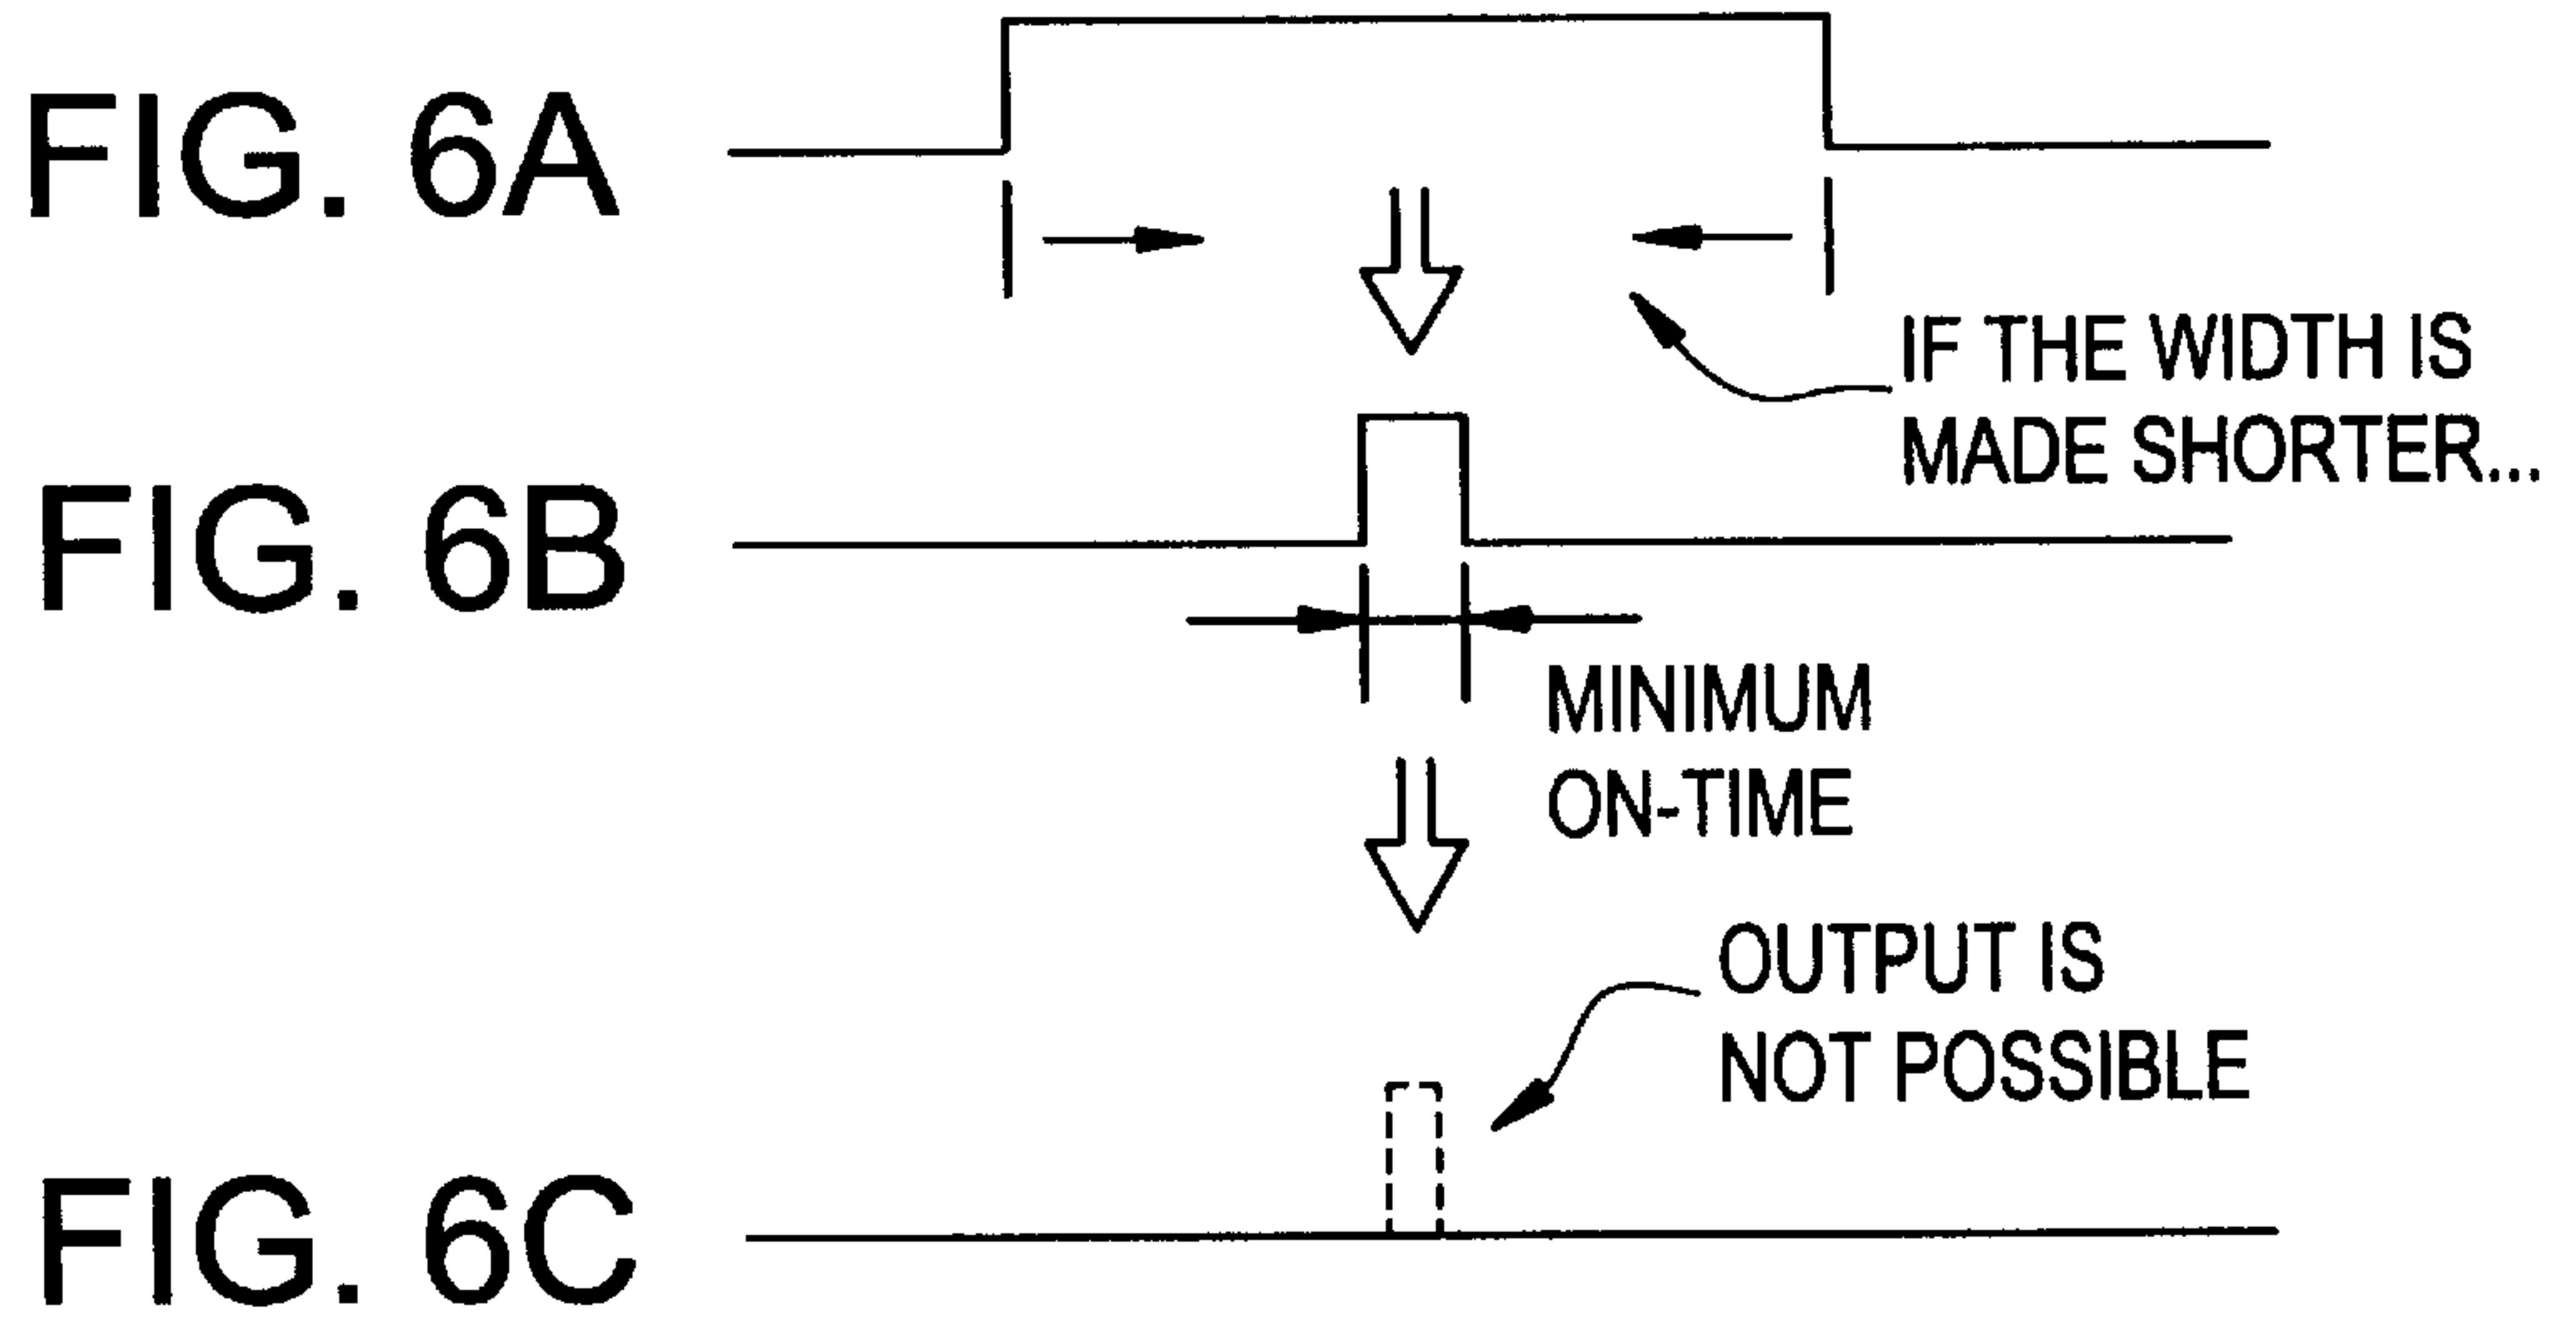 FIG. 6A
IF THE WIDTH IS
MADE SHORTER...
FIG. 6B
MINIMUM
ON-TIME
OUTPUT IS
NOT POSSIBLE
FIG. 6C